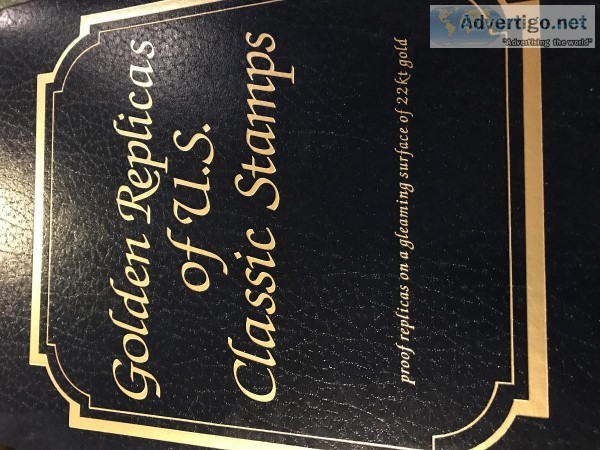 Golden Replicas
of U.S.
Classic Stamps
proof replicas on a gleaming surface of 22kt gold
Advertigo.net
"Advertising the world"